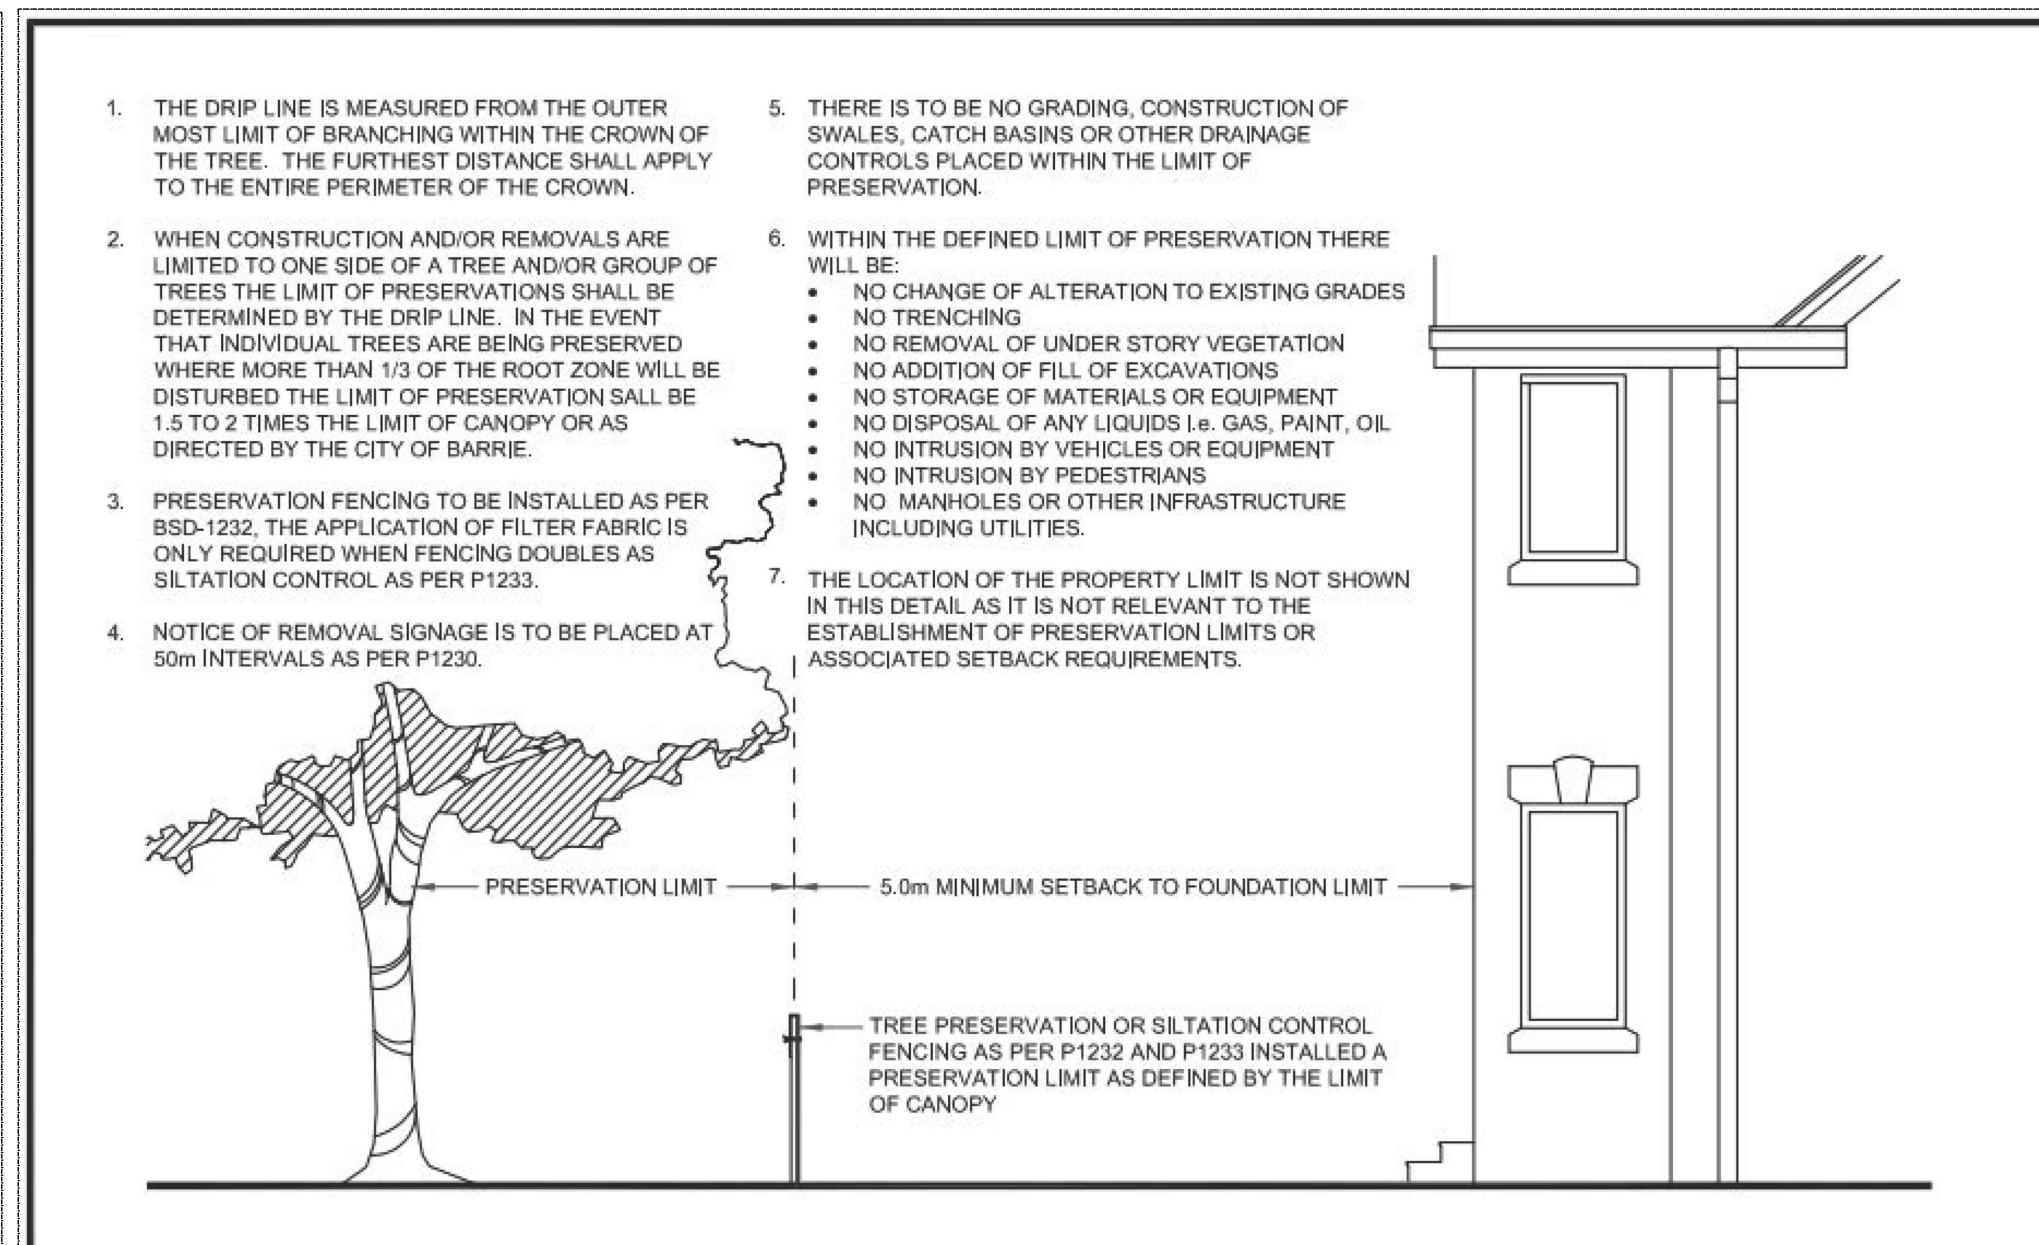 1. THE DRIP LINE IS MEASURED FROM THE OUTER
MOST LIMIT OF BRANCHING WITHIN THE CROWN OF
THE TREE. THE FURTHEST DISTANCE SHALL APPLY
TO THE ENTIRE PERIMETER OF THE CROWN.
2. WHEN CONSTRUCTION AND/OR REMOVALS ARE
LIMITED TO ONE SIDE OF A TREE AND/OR GROUP OF
TREES THE LIMIT OF PRESERVATIONS SHALL BE
DETERMINED BY THE DRIP LINE. IN THE EVENT
THAT INDIVIDUAL TREES ARE BEING PRESERVED
WHERE MORE THAN 1/3 OF THE ROOT ZONE WILL BE
DISTURBED THE LIMIT OF PRESERVATION SALL BE
1.5 TO 2 TIMES THE LIMIT OF CANOPY OR AS
DIRECTED BY THE CITY OF BARRIE.
3. PRESERVATION FENCING TO BE INSTALLED AS PER
BSD-1232, THE APPLICATION OF FILTER FABRIC IS
ONLY REQUIRED WHEN FENCING DOUBLES AS
SILTATION CONTROL AS PER P1233.
4. NOTICE OF REMOVAL SIGNAGE IS TO BE PLACED AT
50m INTERVALS AS PER P1230.
5. THERE IS TO BE NO GRADING, CONSTRUCTION OF
SWALES, CATCH BASINS OR OTHER DRAINAGE
CONTROLS PLACED WITHIN THE LIMIT OF
PRESERVATION.
6. WITHIN THE DEFINED LIMIT OF PRESERVATION THERE
WILL BE:
• NO CHANGE OF ALTERATION TO EXISTING GRADES
• NO TRENCHING
• NO REMOVAL OF UNDER STORY VEGETATION
• NO ADDITION OF FILL OF EXCAVATIONS
• NO STORAGE OF MATERIALS OR EQUIPMENT
• NO DISPOSAL OF ANY LIQUIDS I.e. GAS, PAINT, OIL
• NO INTRUSION BY VEHICLES OR EQUIPMENT
• NO INTRUSION BY PEDESTRIANS
• NO MANHOLES OR OTHER INFRASTRUCTURE
INCLUDING UTILITIES.
7. THE LOCATION OF THE PROPERTY LIMIT IS NOT SHOWN
IN THIS DETAIL AS IT IS NOT RELEVANT TO THE
ESTABLISHMENT OF PRESERVATION LIMITS OR
ASSOCIATED SETBACK REQUIREMENTS.
PRESERVATION LIMIT
5.0m MINIMUM SETBACK TO FOUNDATION LIMIT
TREE PRESERVATION OR SILTATION CONTROL
FENCING AS PER P1232 AND P1233 INSTALLED A
PRESERVATION LIMIT AS DEFINED BY THE LIMIT
OF CANOPY